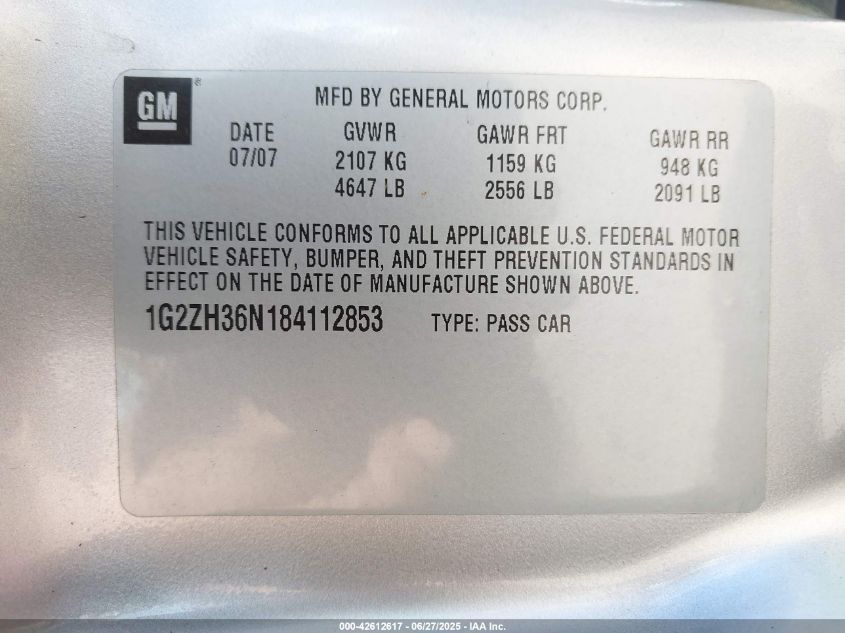 GM®
MFD BY GENERAL MOTORS CORP.
DATE GVWR GAWR FRT GAWR RR
07/07 2107 KG 1159 KG 948 KG
4647 LB 2556 LB 2091 LB
THIS VEHICLE CONFORMS TO ALL APPLICABLE U.S. FEDERAL MOTOR
VEHICLE SAFETY, BUMPER, AND THEFT PREVENTION STANDARDS IN
EFFECT ON THE DATE OF MANUFACTURE SHOWN ABOVE.
1G2ZH36N184112853 TYPE: PASS CAR
000-42612617 - 06/27/2025 - IAA Inc.